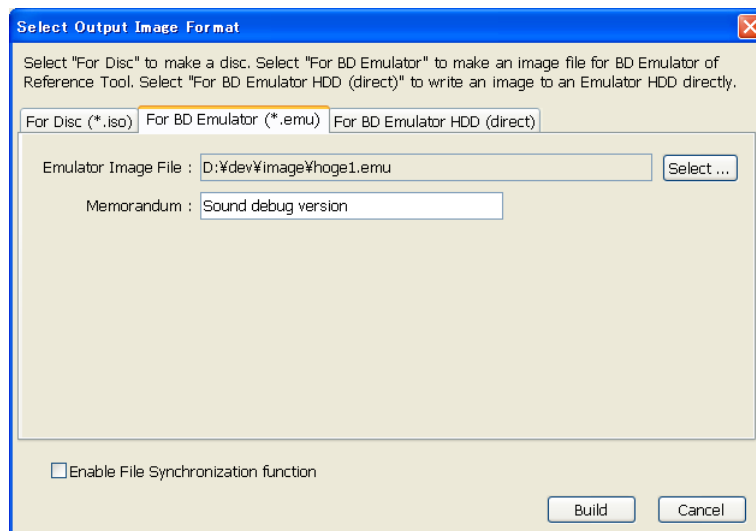 Select Output Image Format
Select "For Disc" to make a disc. Select "For BD Emulator" to make an image file for BD Emulator of
Reference Tool. Select "For BD Emulator HDD (direct)" to write an image to an Emulator HDD directly.
For Disc (*.iso) For BD Emulator (*.emu) For BD Emulator HDD (direct)
Emulator Image File : D:¥dev¥image¥hoge1.emu Select ...
Memorandum : Sound debug version
Enable File Synchronization function
Build Cancel